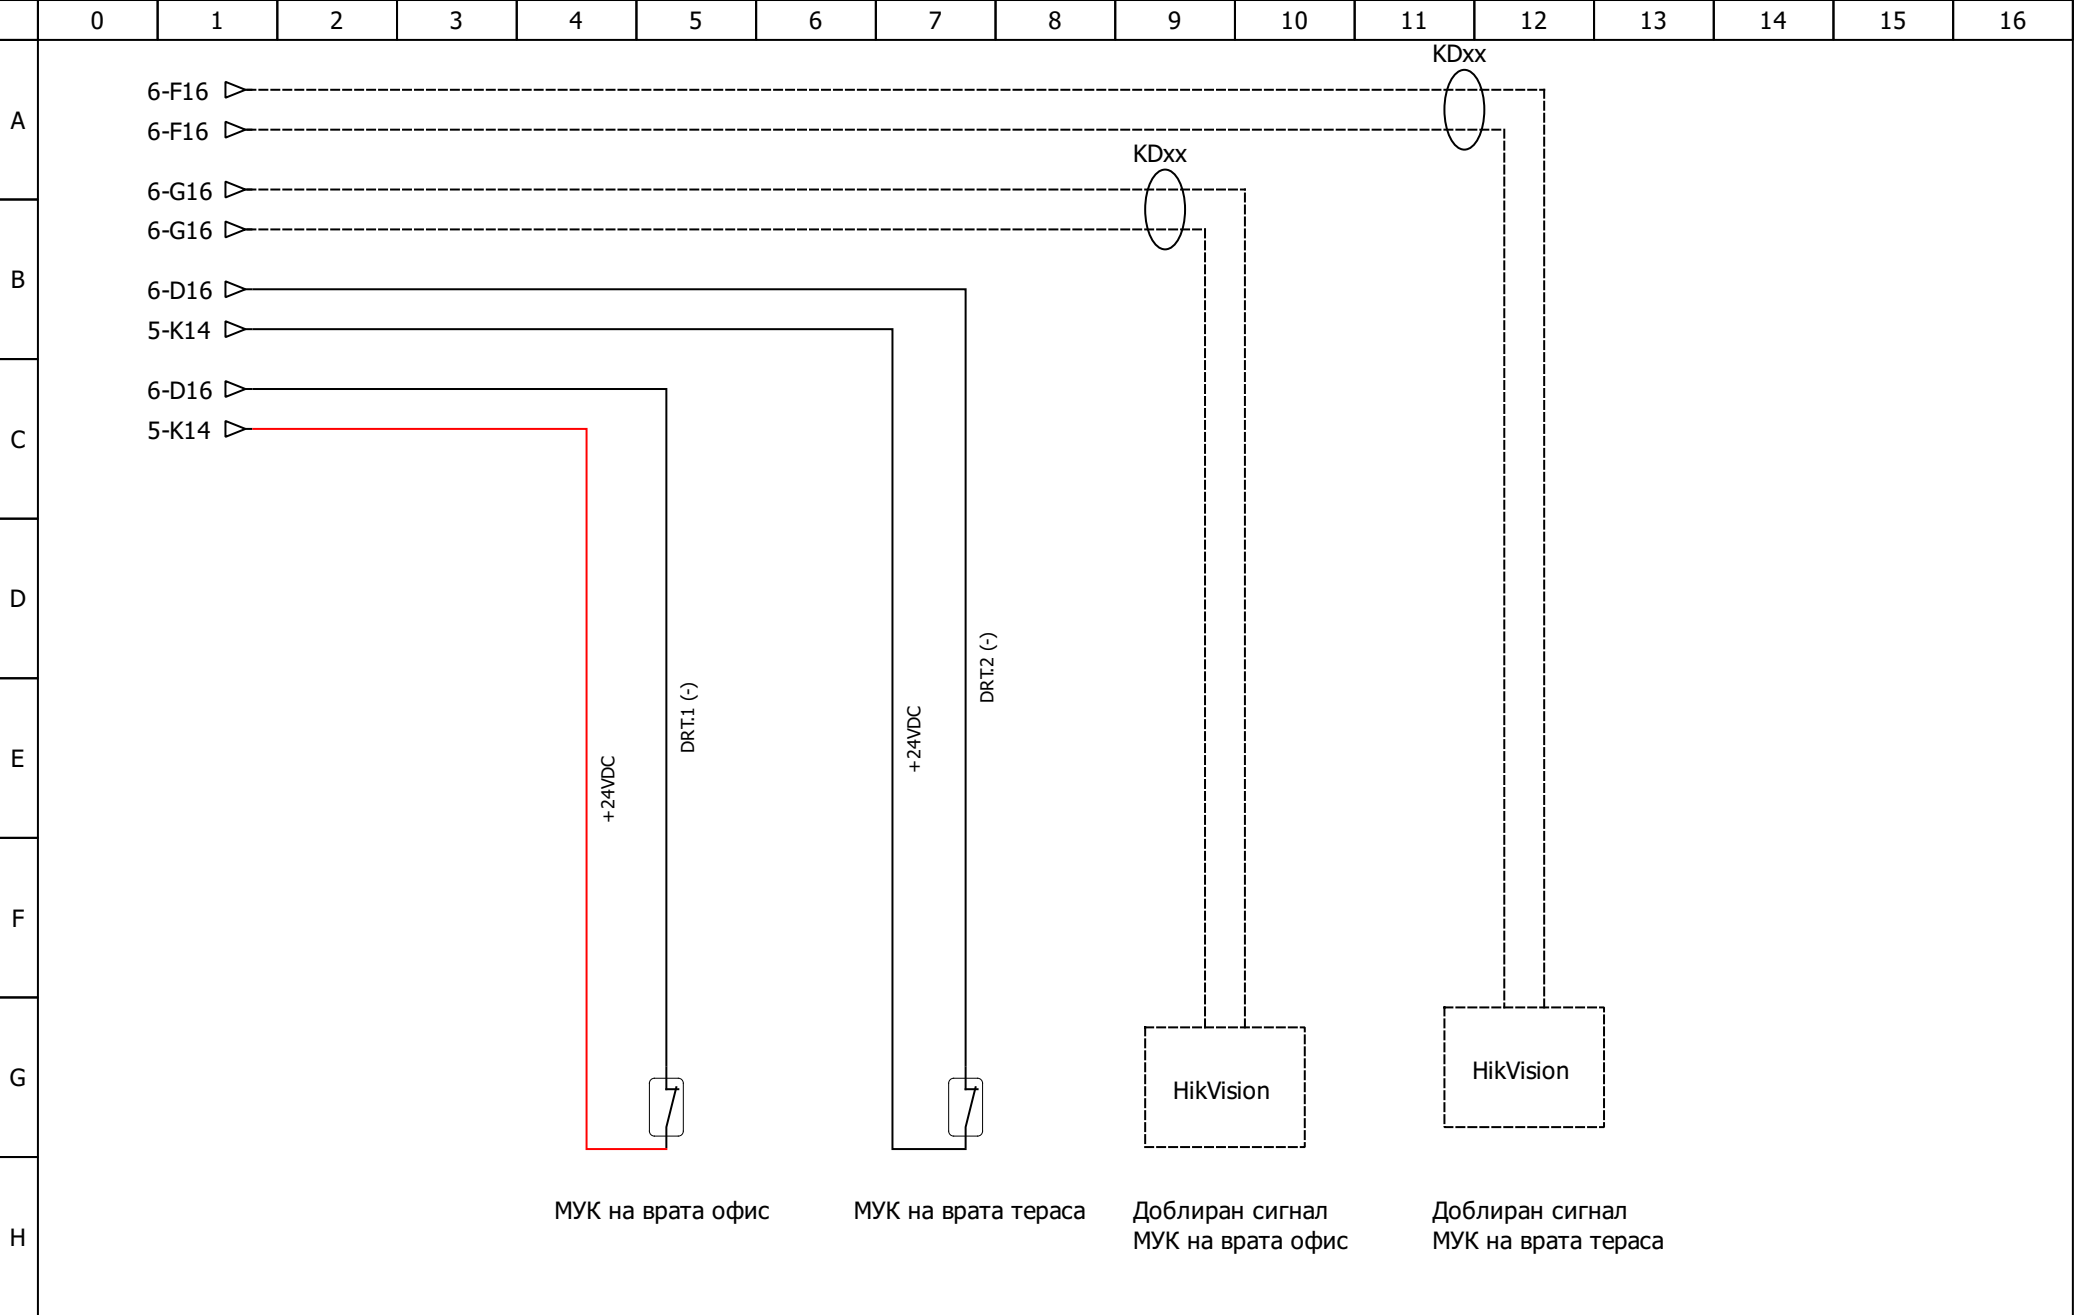 0 1 2 3 4 5 6 7 8 9 10 11 12 13 14 15 16
KDxx
6-F16
A
6-F16
KDxx
6-G16
6-G16
B
6-D16
5-K14
6-D16
5-K14
C
D
DRT.2 (-)
DRT.1 (-)
+24VDC
E
+24VDC
F
HikVision
G
HikVision
МУК на врата офис
МУК на врата тераса
Доблиран сигнал
МУК на врата офис
Доблиран сигнал
МУК на врата тераса
H